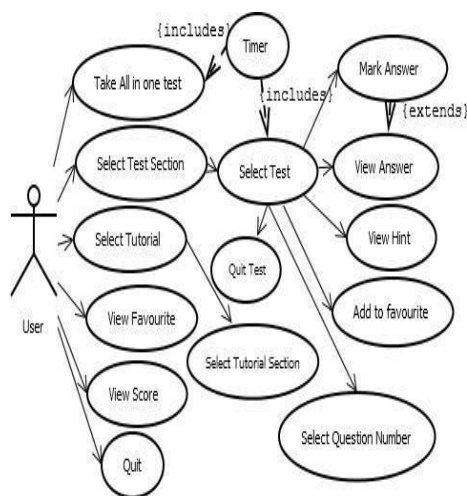 {includes}
Timer
Take All in one test
{includes}
Mark Answer
{extends}
Select Test Section
Select Test
View Answer
Select Tutorial
View Hint
Quit Test
User
View Favourite
Add to favourite
Select Tutorial Section
View Score
Select Question Number
Quit